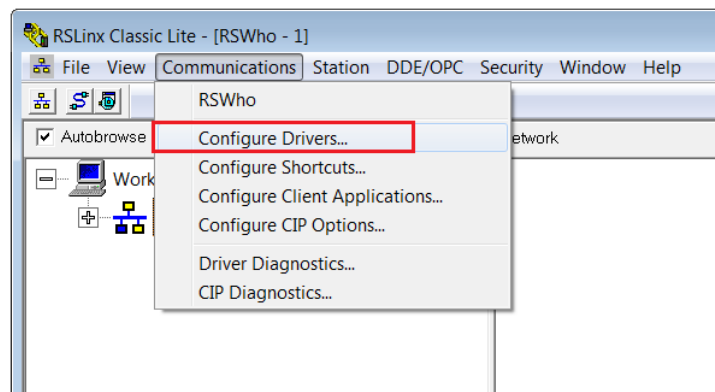 RSLinx Classic Lite - [RSWho - 1]
File View Communications Station DDE/OPC Security Window Help
RSWho
Autobrowse
Configure Drivers...
etwork
Configure Shortcuts...
Work
Configure Client Applications...
Configure CIP Options...
Driver Diagnostics...
CIP Diagnostics...